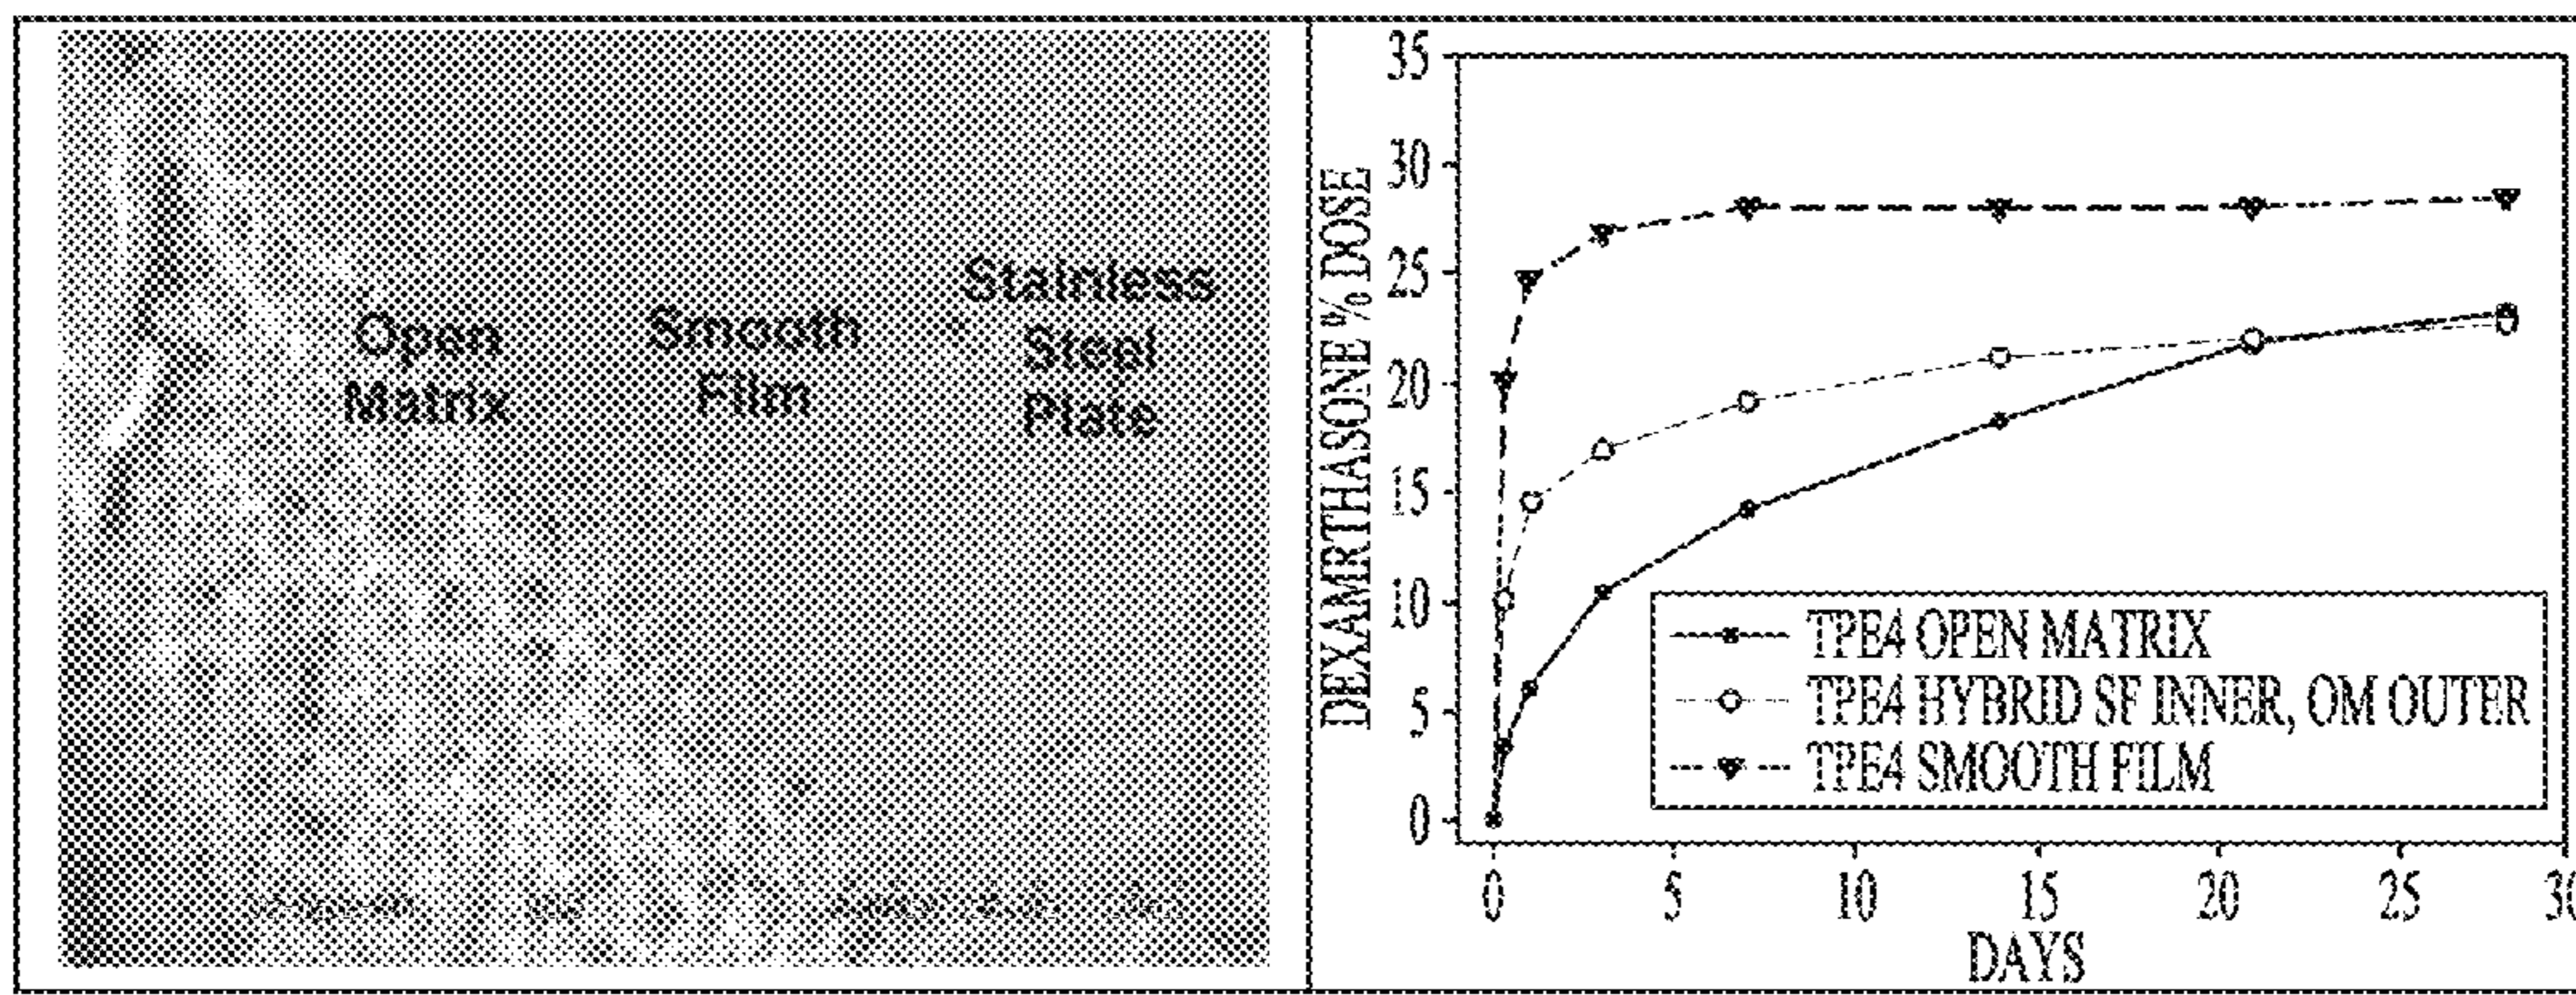 Open
Matrix
Smooth
Film
Stainless
Steel
Plate
DEXAMRTHASONE % DOSE
35
30
25
20
15
10
5
0
TPE4 OPEN MATRIX
TPE4 HYBRID SF INNER, OM OUTER
TPE4 SMOOTH FILM
0 5 10 15 20 25
DAYS